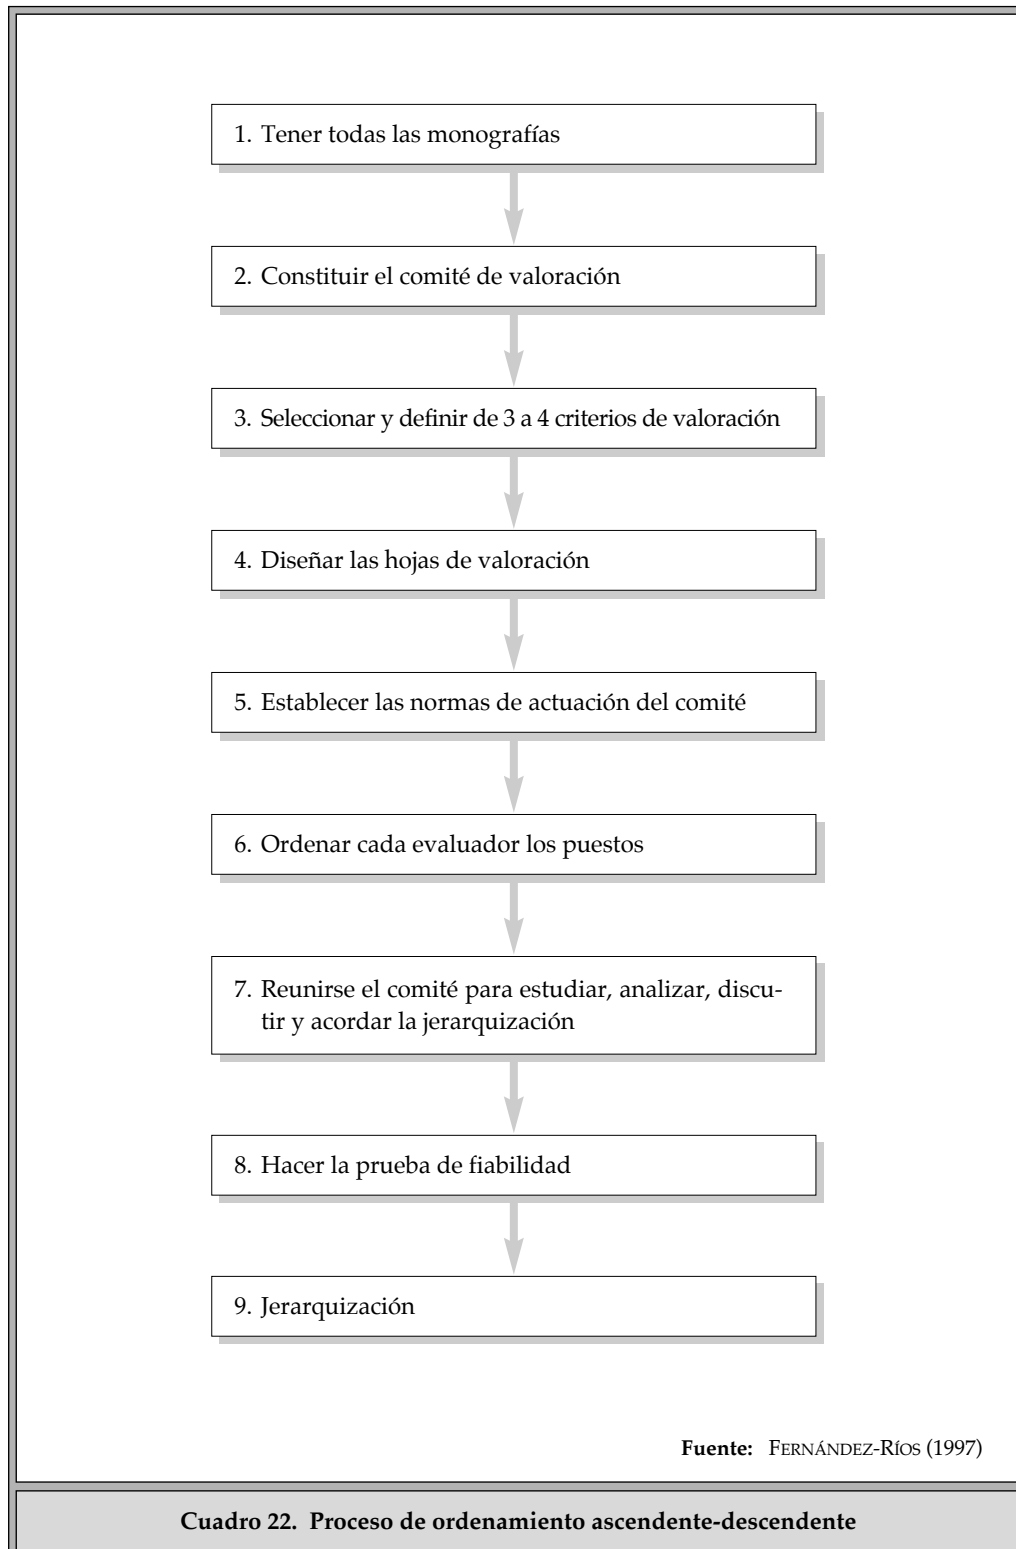 1. Tener todas las monografías
2. Constituir el comité de valoración
3. Seleccionar y definir de 3 a 4 criterios de valoración
4. Diseñar las hojas de valoración
5. Establecer las normas de actuación del comité
6. Ordenar cada evaluador los puestos
7. Reunirse el comité para estudiar, analizar, discu-
tir y acordar la jerarquización
8. Hacer la prueba de fiabilidad
9. Jerarquización
Fuente: FERNÁNDEZ-RÍOS (1997)
Cuadro 22. Proceso de ordenamiento ascendente-descendente